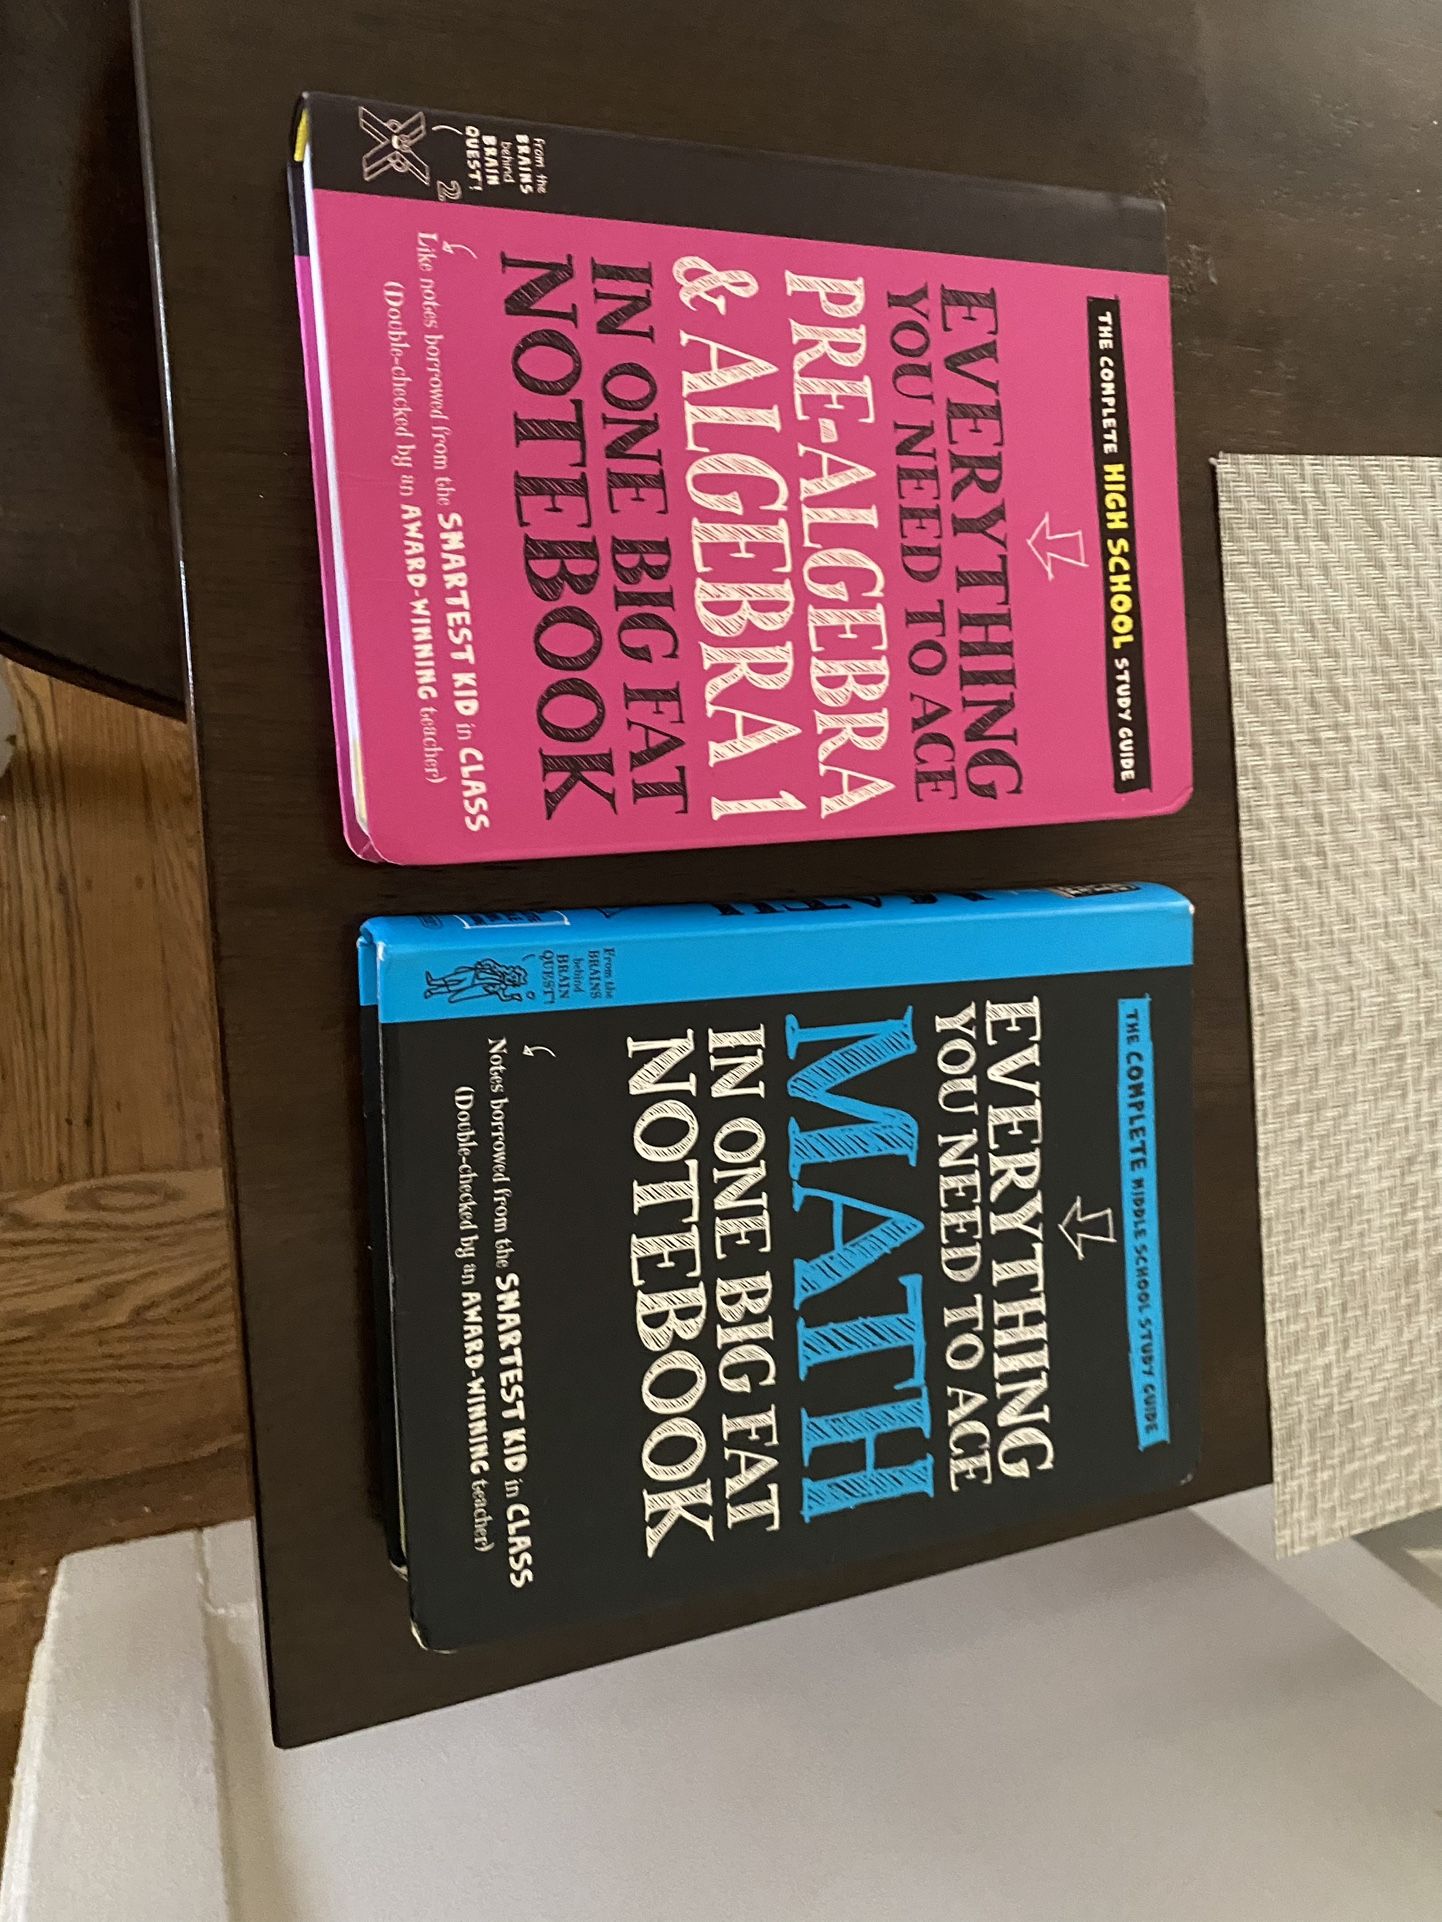 THE COMPLETE HIGH SCHOOL STUDY GUIDE
EVERYTHING
YOU NEED TO ACE
PRE-ALGEBRA
& ALGEBRA 1
IN ONE BIG FAT
NOTEBOOK
Like notes borrowed from the SMARTEST KID in CLASS
(Double-checked by an AWARD-WINNING teacher)
from the
BRAINS
behind
BRAIN
QUEST!
X
2
THE COMPLETE MIDDLE SCHOOL STUDY GUIDE
EVERYTHING
YOU NEED TO ACE
MATH
IN ONE BIG FAT
NOTEBOOK
Notes borrowed from the SMARTEST KID in CLASS
(Double-checked by an AWARD-WINNING teacher)
From the
BRAINS
behind
BRAIN
QUEST!
MATH